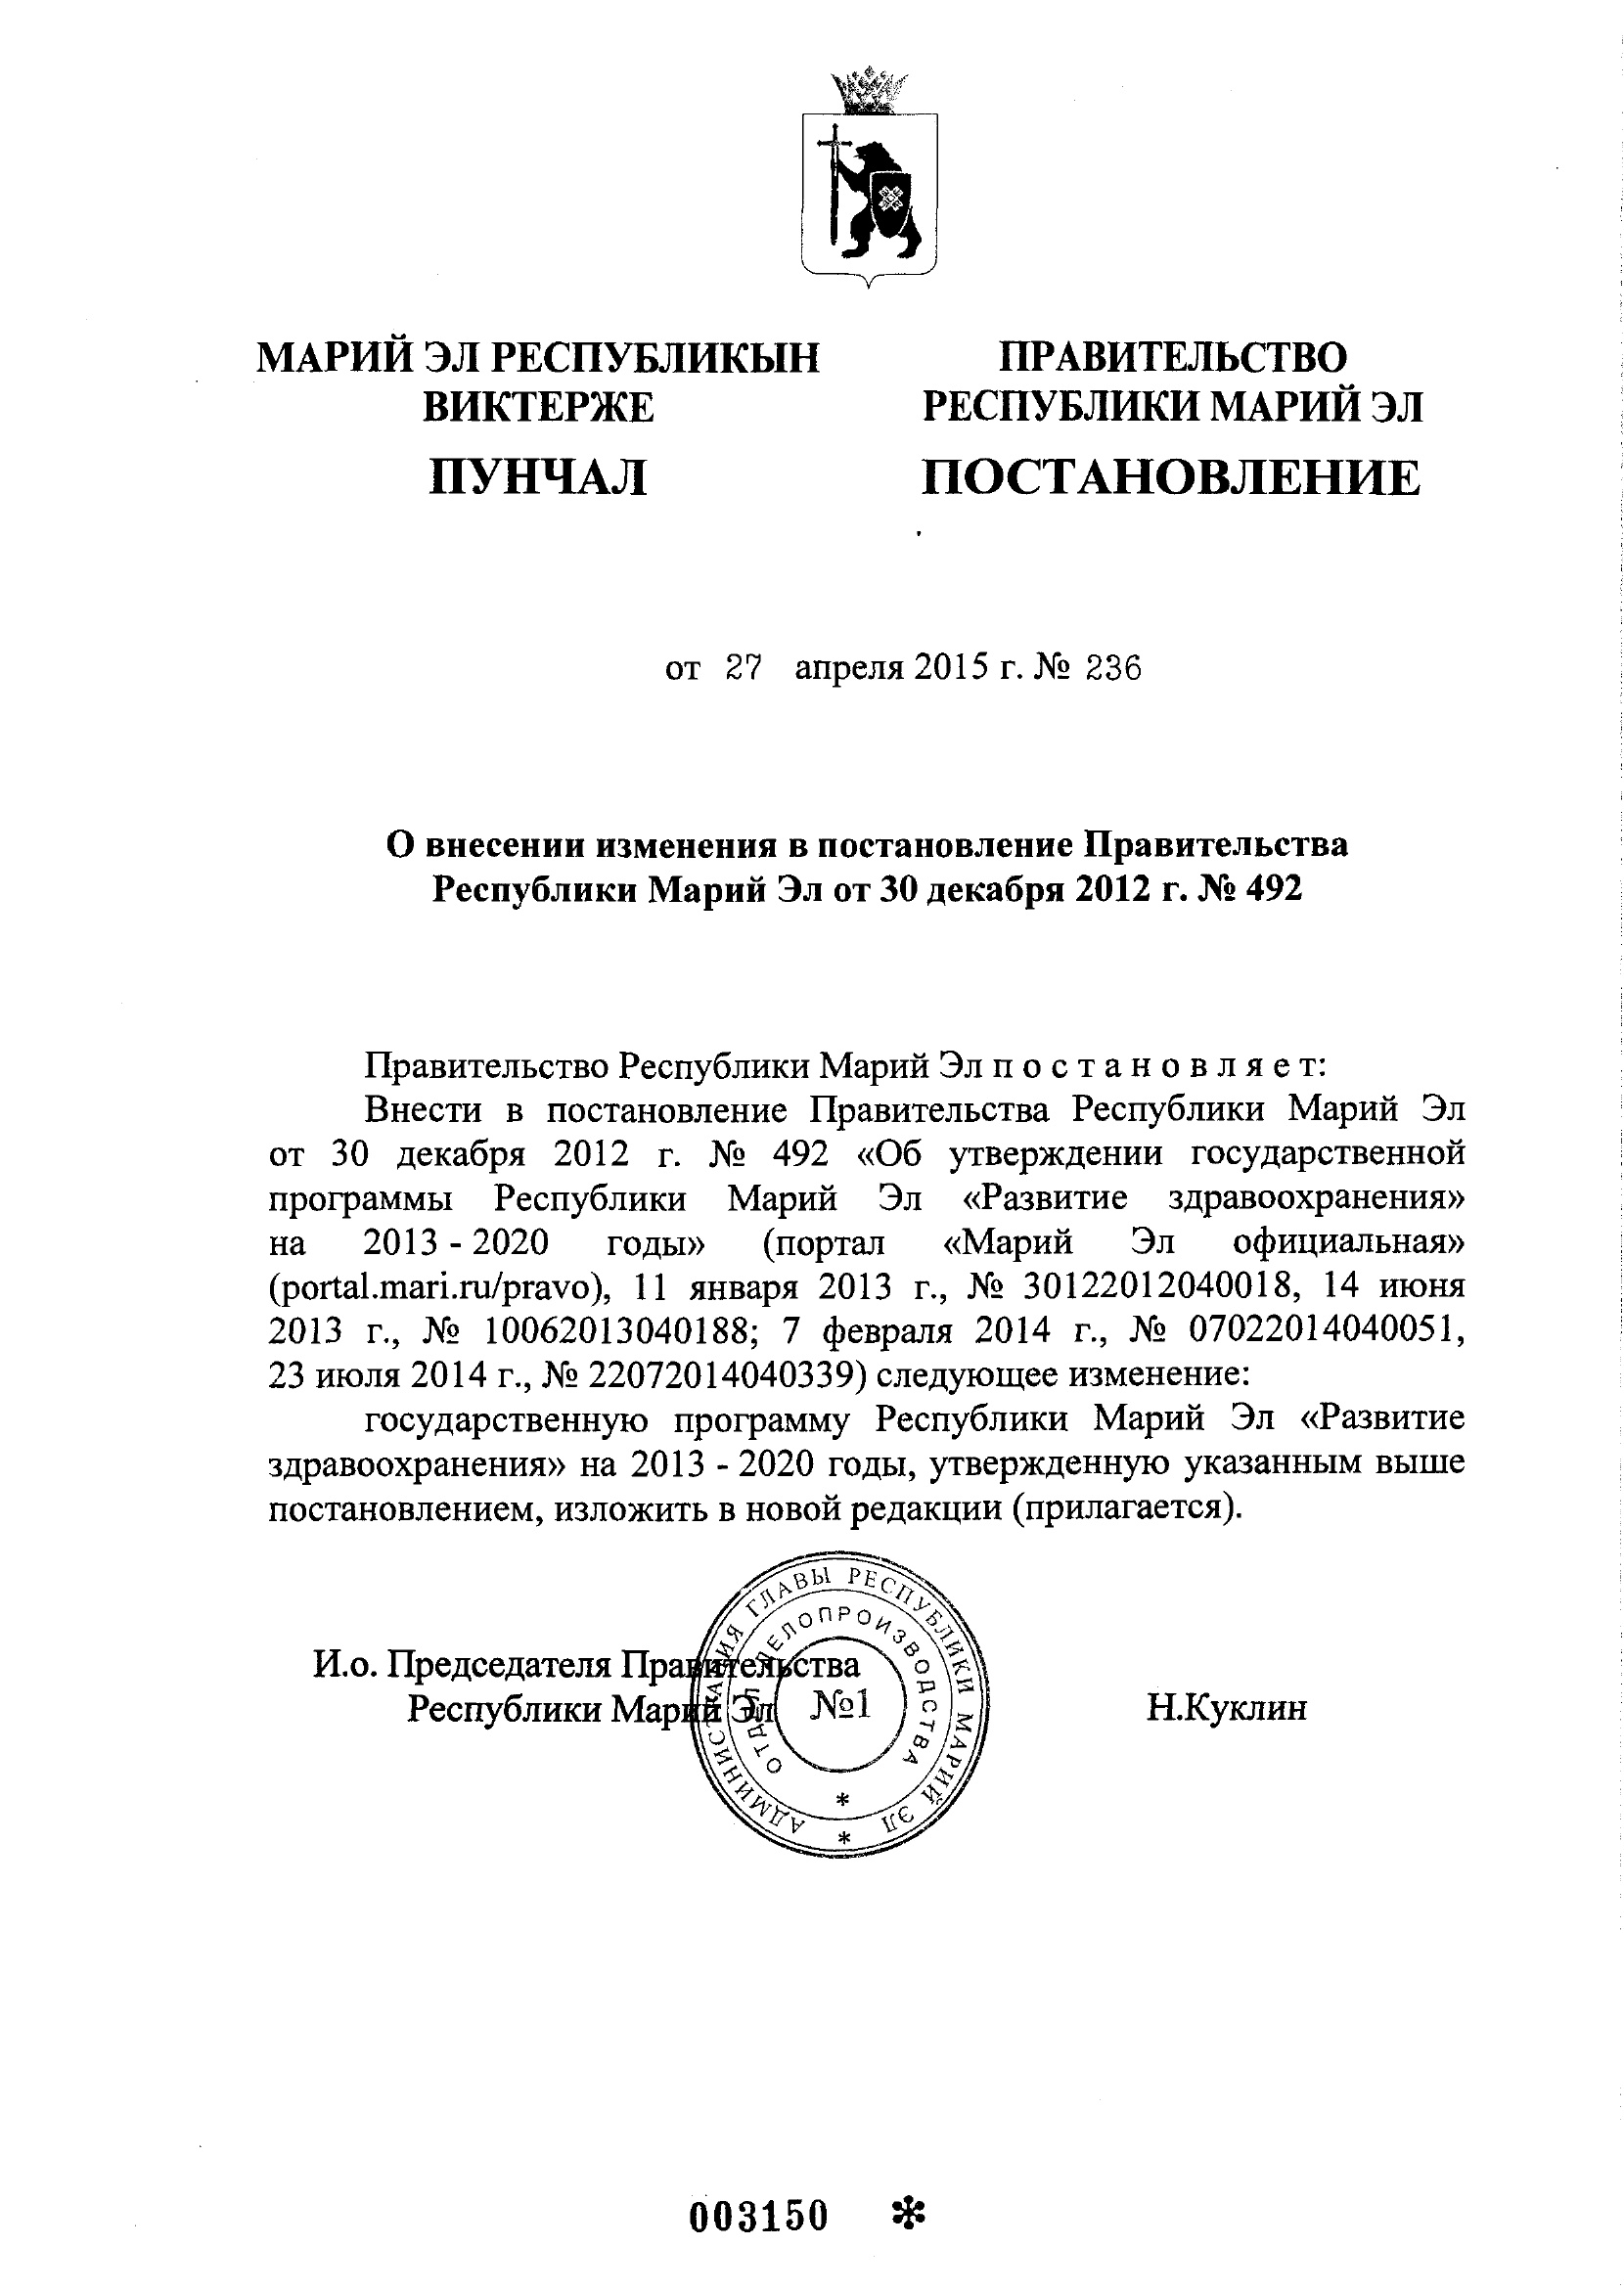 МАРИЙ ЭЛ РЕСПУБЛИКЫН
ВИКТЕРЖЕ
ПУНЧАЛ
ПРАВИТЕЛЬСТВО
РЕСПУБЛИКИ МАРИЙ ЭЛ
ПОСТАНОВЛЕНИЕ
от 27 апреля 2015 г. № 236
О внесении изменения в постановление Правительства
Республики Марий Эл от 30 декабря 2012 г. № 492
Правительство Республики Марий Эл п о с т а н о в л я е т:
Внести в постановление Правительства Республики Марий Эл
от 30 декабря 2012 г. № 492 «Об утверждении государственной
программы Республики Марий Эл «Развитие здравоохранения»
на 2013 - 2020 годы» (портал «Марий Эл официальная»
(portal.mari.ru/pravo), 11 января 2013 г., № 30122012040018, 14 июня
2013 г., № 10062013040188; 7 февраля 2014 г., № 07022014040051,
23 июля 2014 г., № 22072014040339) следующее изменение:
государственную программу Республики Марий Эл «Развитие
здравоохранения» на 2013 - 2020 годы, утвержденную указанным выше
постановлением, изложить в новой редакции (прилагается).
И.о. Председателя Правительства
Республики Марий Эл
Н.Куклин
АДМИНИСТРАЦИЯ ГЛАВЫ РЕСПУБЛИКИ МАРИЙ ЭЛ *
ОТДЕЛ ДЕЛОПРОИЗВОДСТВА *
№1
003150 *